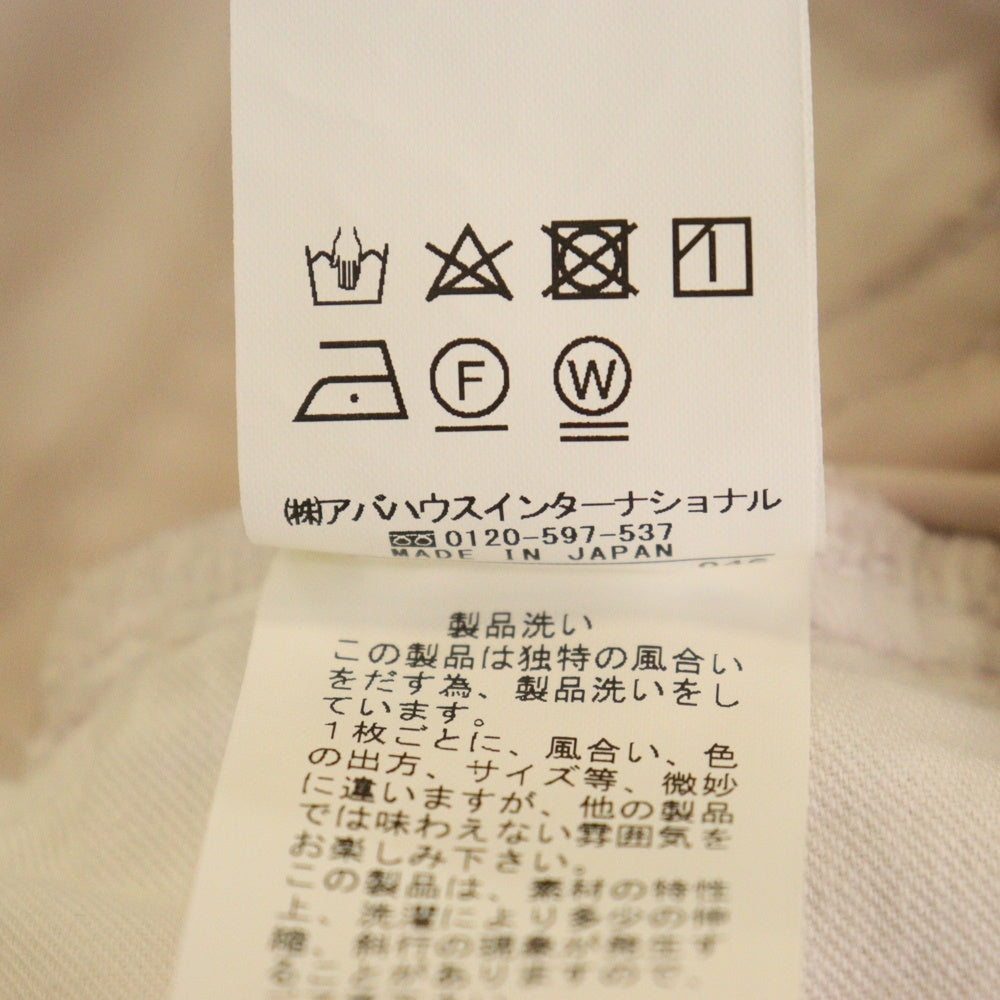 F W
㈱アバハウスインターナショナル
0120-597-537
MADE IN JAPAN
製品洗い
この製品は独特の風合い
をだす為、製品洗いをし
ています。
1枚ごとに、風合い、色
の出方、サイズ等、微妙
に違いますが、他の製品
では味わえない雰囲気を
お楽しみ下さい。
この製品は、素材の特性
上、洗濯により多少の伸
縮、斜行の現象が発生す
ることがありますので、